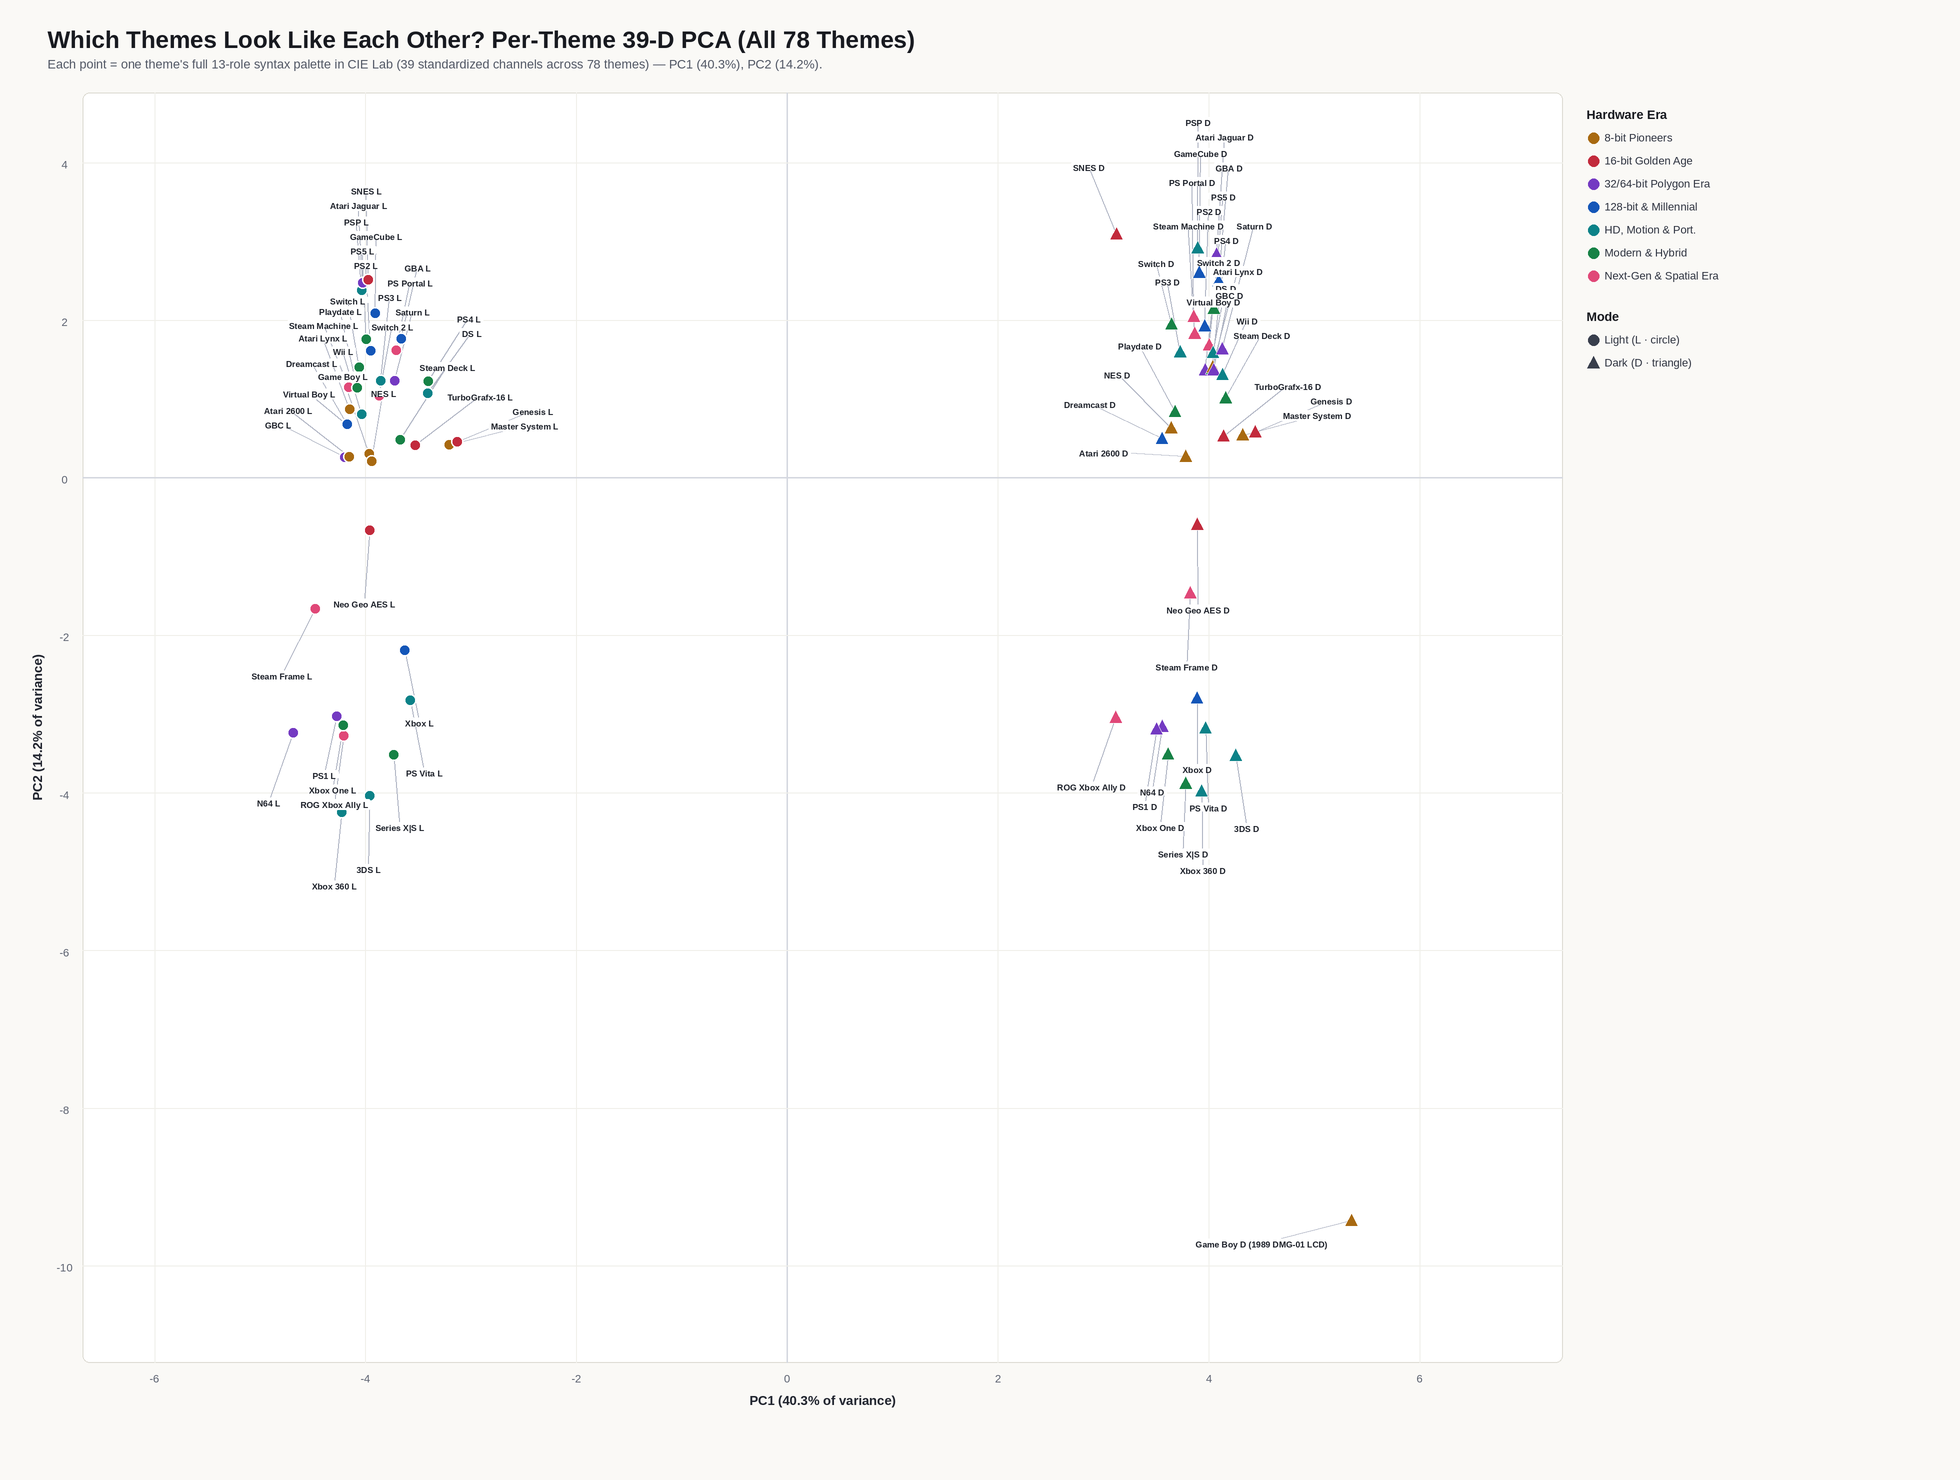 Which Themes Look Like Each Other? Per-Theme 39-D PCA (All 78 Themes)
Each point = one theme's full 13-role syntax palette in CIE Lab (39 standardized channels across 78 themes) — PC1 (40.3%), PC2 (14.2%).
Hardware Era
8-bit Pioneers
16-bit Golden Age
32/64-bit Polygon Era
128-bit & Millennial
HD, Motion & Port.
Modern & Hybrid
Next-Gen & Spatial Era
Mode
Light (L · circle)
Dark (D · triangle)
PC2 (14.2% of variance)
4
2
0
-2
-4
-6
-8
-10
SNES L
Atari Jaguar L
PSP L
GameCube L
PS5 L
PS2 L
GBA L
PS Portal L
PS3 L
Switch L
Playdate L
Saturn L
Steam Machine L
Switch 2 L
PS4 L
DS L
Atari Lynx L
Wii L
Dreamcast L
Steam Deck L
Game Boy L
Virtual Boy L
NES L
TurboGrafx-16 L
Atari 2600 L
Genesis L
GBC L
Master System L
Neo Geo AES L
Steam Frame L
Xbox L
PS Vita L
PS1 L
Xbox One L
N64 L
ROG Xbox Ally L
Series X|S L
3DS L
Xbox 360 L
PSP D
Atari Jaguar D
GameCube D
SNES D
GBA D
PS Portal D
PS5 D
PS2 D
Steam Machine D
Saturn D
PS4 D
Switch D
Switch 2 D
Atari Lynx D
PS3 D
DS D
GBC D
Virtual Boy D
Wii D
Steam Deck D
Playdate D
NES D
TurboGrafx-16 D
Dreamcast D
Genesis D
Master System D
Atari 2600 D
Neo Geo AES D
Steam Frame D
Xbox D
ROG Xbox Ally D
N64 D
PS1 D
PS Vita D
Xbox One D
3DS D
Series X|S D
Xbox 360 D
Game Boy D (1989 DMG-01 LCD)
-6
-4
-2
0
2
4
6
PC1 (40.3% of variance)